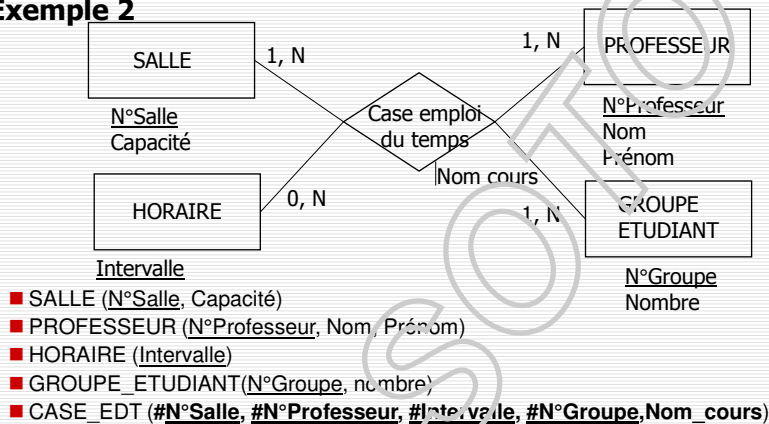 Exemple 2
SALLE
1, N
1, N
PROFESSEUR
N°Salle
Capacité
Case emploi
du temps
N°Professeur
Nom
Prénom
Nom cours
HORAIRE
0, N
1, N
GROUPE
ETUDIANT
Intervalle
N°Groupe
Nombre
SALLE (N°Salle, Capacité)
PROFESSEUR (N°Professeur, Nom, Prénom)
HORAIRE (Intervalle)
GROUPE_ETUDIANT(N°Groupe, nombre)
CASE_EDT (#N°Salle, #N°Professeur, #Intervalle, #N°Groupe,Nom_cours)
SOTO